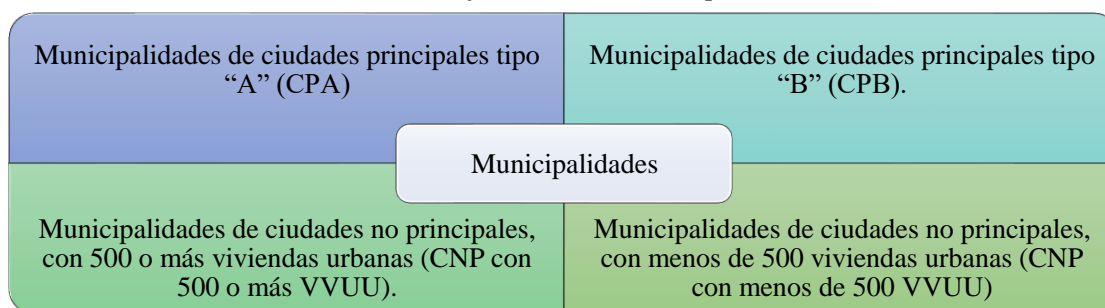 Municipalidades de ciudades principales tipo
“A” (CPA)
Municipalidades de ciudades principales tipo
“B” (CPB).
Municipalidades
Municipalidades de ciudades no principales,
con 500 o más viviendas urbanas (CNP con
500 o más VVUU).
Municipalidades de ciudades no principales,
con menos de 500 viviendas urbanas (CNP
con menos de 500 VVUU)